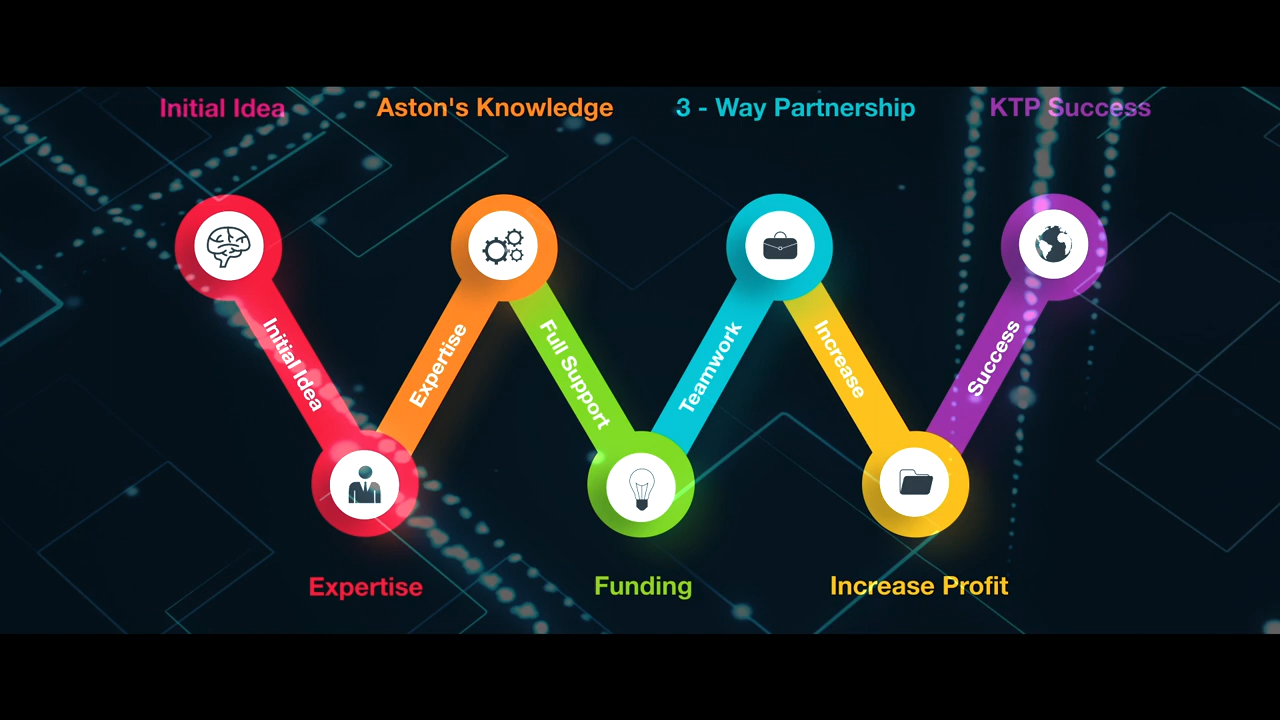 Initial Idea
Aston's Knowledge
3 - Way Partnership
KTP Success
Initial Idea
Expertise
Full Support
Teamwork
Increase
Success
Expertise
Funding
Increase Profit